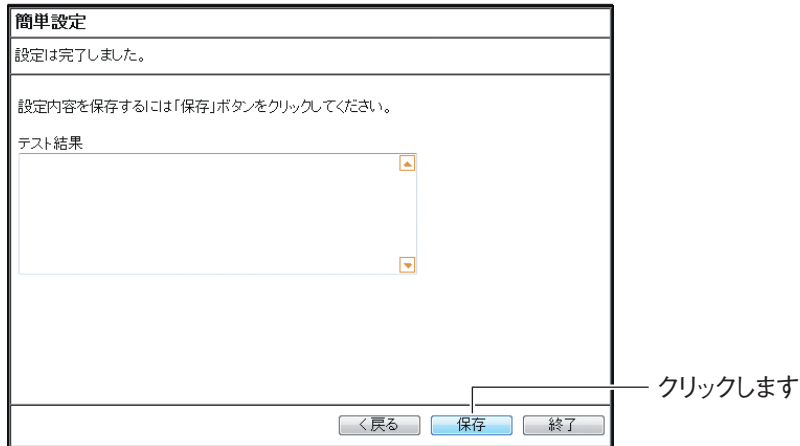 簡単設定
設定は完了しました。
設定内容を保存するには「保存」ボタンをクリックしてください。
テスト結果
クリックします
<戻る 保存 終了